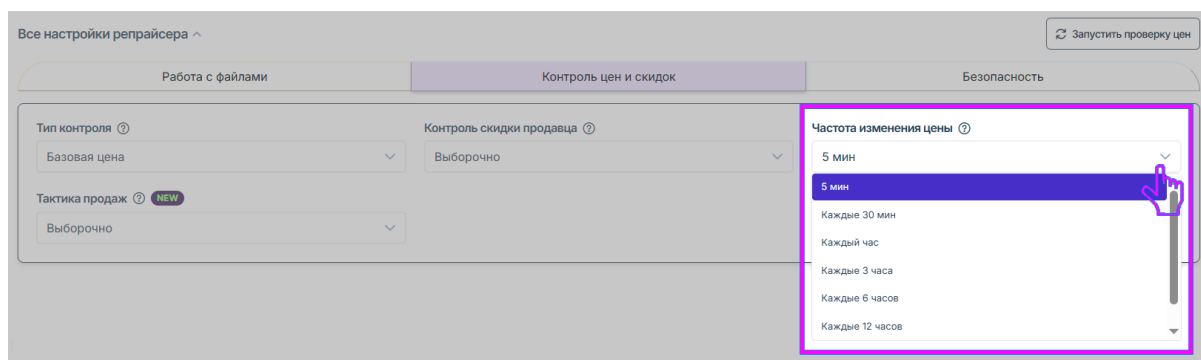 Все настройки репрайсера
Запустить проверку цен
Работа с файлами
Контроль цен и скидок
Безопасность
Тип контроля
Базовая цена
Контроль скидки продавца
Выборочно
Частота изменения цены
5 мин
5 мин
Каждые 30 мин
Каждый час
Каждые 3 часа
Каждые 6 часов
Каждые 12 часов
Тактика продаж NEW
Выборочно